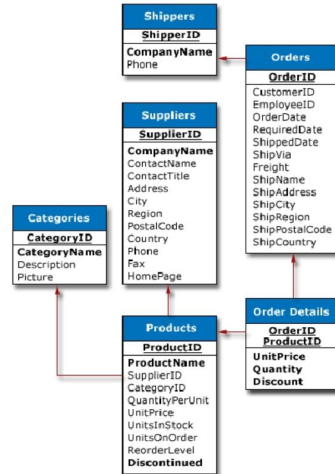 Shippers
ShipperID
CompanyName
Phone
Orders
OrderID
CustomerID
EmployeeID
OrderDate
RequiredDate
ShippedDate
ShipVia
Freight
ShipName
ShipAddress
ShipCity
ShipRegion
ShipPostalCode
ShipCountry
Suppliers
SupplierID
CompanyName
ContactName
ContactTitle
Address
City
Region
PostalCode
Country
Phone
Fax
HomePage
Categories
CategoryID
CategoryName
Description
Picture
Products
ProductID
ProductName
SupplierID
CategoryID
QuantityPerUnit
UnitPrice
UnitsInStock
UnitsOnOrder
ReorderLevel
Discontinued
Order Details
OrderID
ProductID
UnitPrice
Quantity
Discount